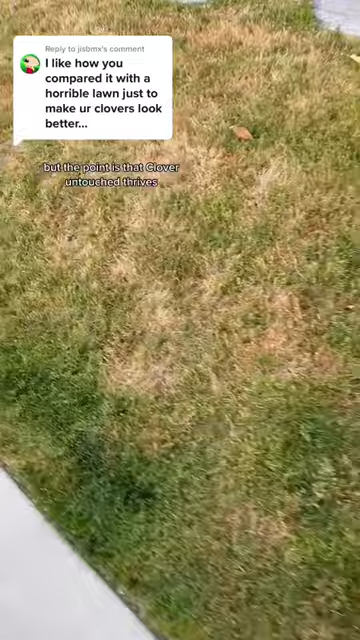 Reply to jisbmx's comment
I like how you
compared it with a
horrible lawn just to
make ur clovers look
better...
but the point is that Clover
untouched thrives